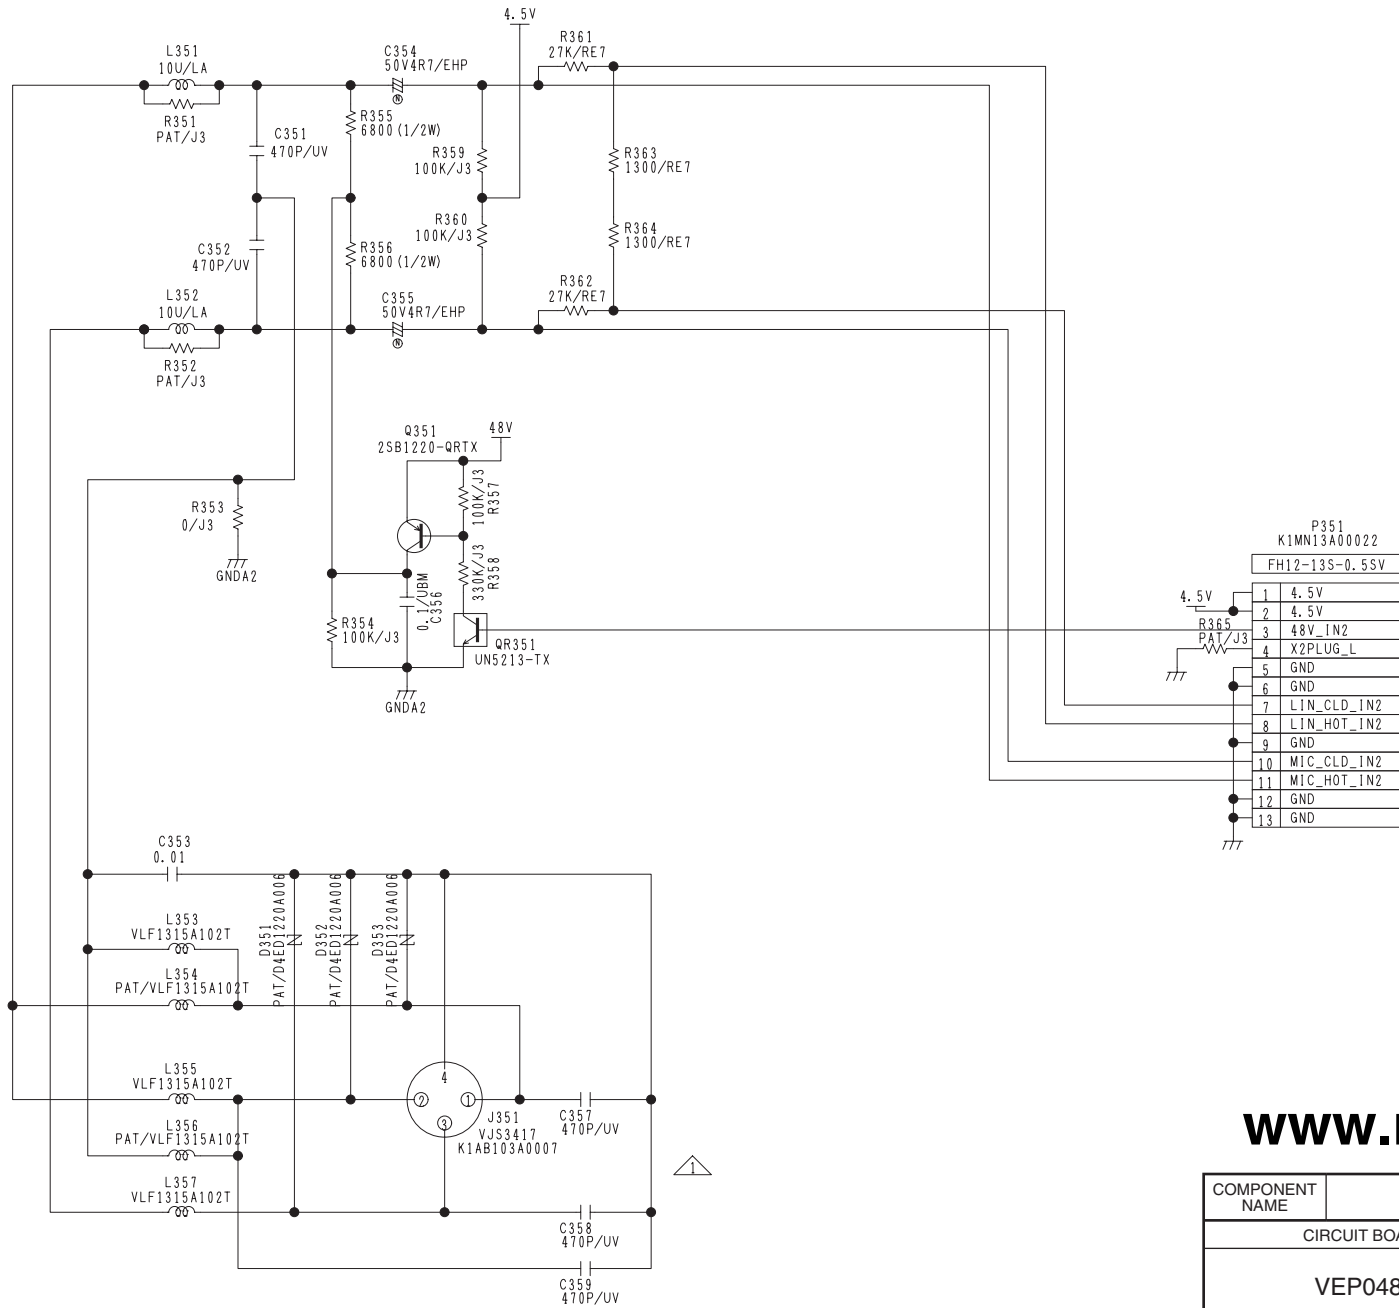 4.5V
L351
10U/LA
R351
PAT/J3
C354
50V4R7/EHP
R361
27K/RE7
C351
470P/UV
R355
6800(1/2W)
R359
100K/J3
R363
1300/RE7
C352
470P/UV
R356
6800(1/2W)
R360
100K/J3
R364
1300/RE7
L352
10U/LA
R352
PAT/J3
C355
50V4R7/EHP
R362
27K/RE7
N
N
Q351
2SB1220-QRTX
48V
100K/J3
R357
R353
0/J3
GNDA2
330K/J3
R358
0.1/UBM
C356
R354
100K/J3
QR351
UN5213-TX
GNDA2
P351
K1MN13A00022
FH12-13S-0.5SV
4.5V
R365
PAT/J3
1 4.5V
2 4.5V
3 48V_IN2
4 X2PLUG_L
5 GND
6 GND
7 LIN_CLD_IN2
8 LIN_HOT_IN2
9 GND
10 MIC_CLD_IN2
11 MIC_HOT_IN2
12 GND
13 GND
C353
0.01
L353
VLF1315A102T
L354
PAT/VLF1315A102T
D351
PAT/D4ED1220A006
D352
PAT/D4ED1220A006
D353
PAT/D4ED1220A006
L355
VLF1315A102T
L356
PAT/VLF1315A102T
L357
VLF1315A102T
4
2
1
3
J351
VJS3417
K1AB103A0007
C357
470P/UV
C358
470P/UV
C359
470P/UV
1
www.
COMPONENT
NAME
CIRCUIT BOA
VEP048